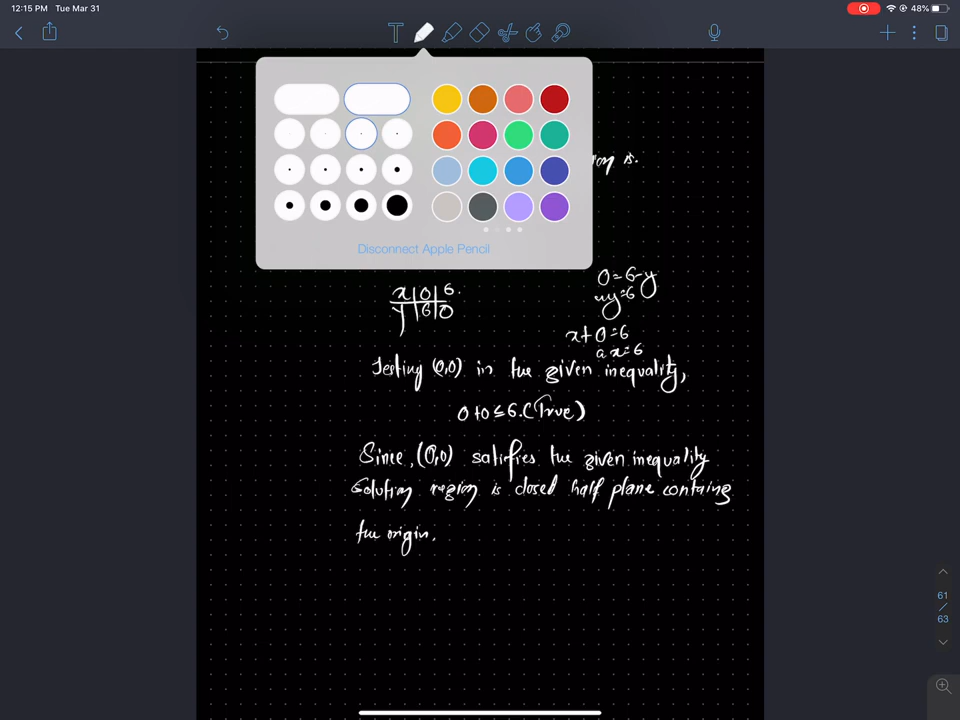 12:15 PM Tue Mar 31 48%
T
is.
Disconnect Apple Pencil
x | 0 | 6
y | 6 | 0
0 = 6-y
y=6
x+0=6
x=6
Testing (0,0) in the given inequality,
0+0≤6.(True)
Since, (0,0) satisfies the given inequality
Solution region is closed half plane containg
the origin.
61
/
63